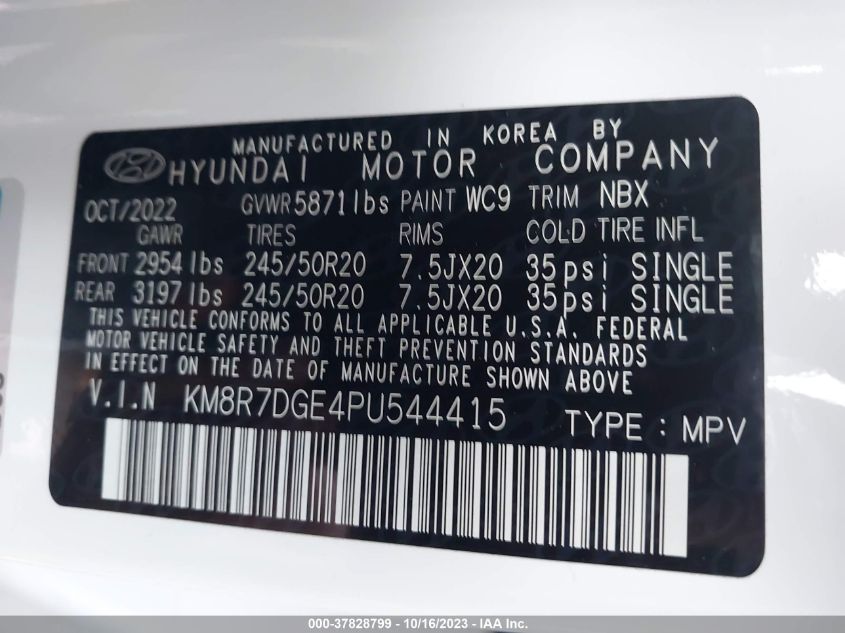 MANUFACTURED IN KOREA BY
HYUNDAI MOTOR COMPANY
OCT/2022 GVWR 5871lbs PAINT WC9 TRIM NBX
GAWR TIRES RIMS COLD TIRE INFL
FRONT 2954lbs 245/50R20 7.5JX20 35psi SINGLE
REAR 3197lbs 245/50R20 7.5JX20 35psi SINGLE
THIS VEHICLE CONFORMS TO ALL APPLICABLE U.S.A. FEDERAL
MOTOR VEHICLE SAFETY AND THEFT PREVENTION STANDARDS
IN EFFECT ON THE DATE OF MANUFACTURE SHOWN ABOVE
V.I.N KM8R7DGE4PU544415 TYPE : MPV
000-37828799 - 10/16/2023 - IAA Inc.